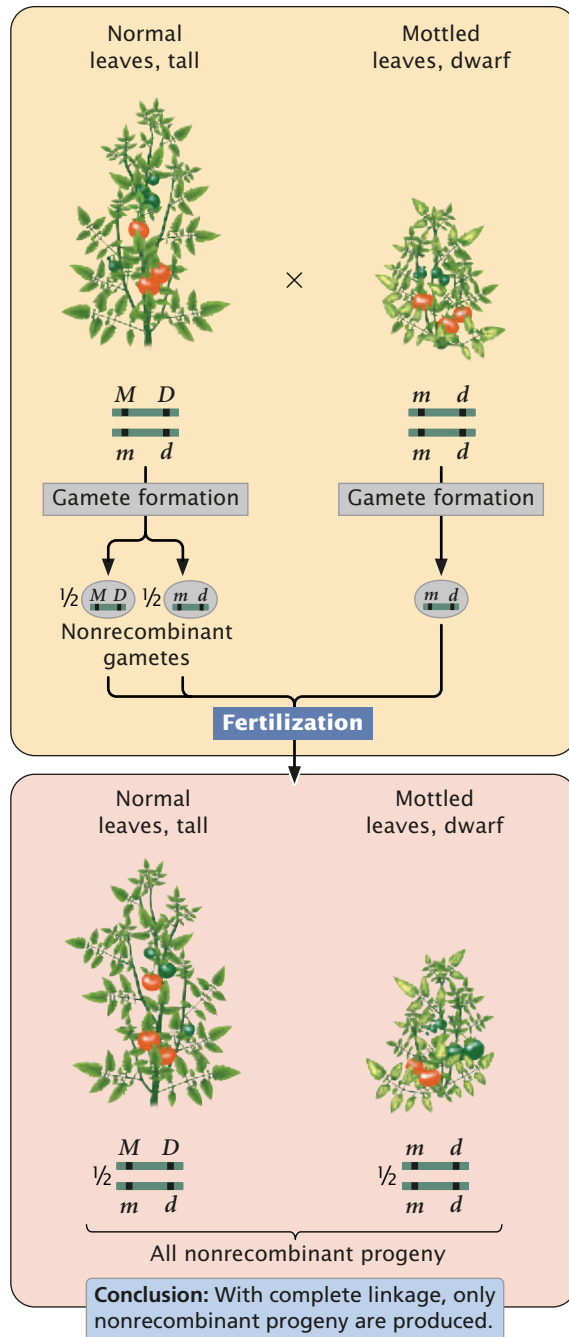 Normal
leaves, tall
Mottled
leaves, dwarf
×
M D
m d
m d
m d
Gamete formation
Gamete formation
½ M D ½ m d
m d
Nonrecombinant
gametes
Fertilization
Normal
leaves, tall
Mottled
leaves, dwarf
M D
½
m d
m d
½
m d
All nonrecombinant progeny
Conclusion: With complete linkage, only
nonrecombinant progeny are produced.